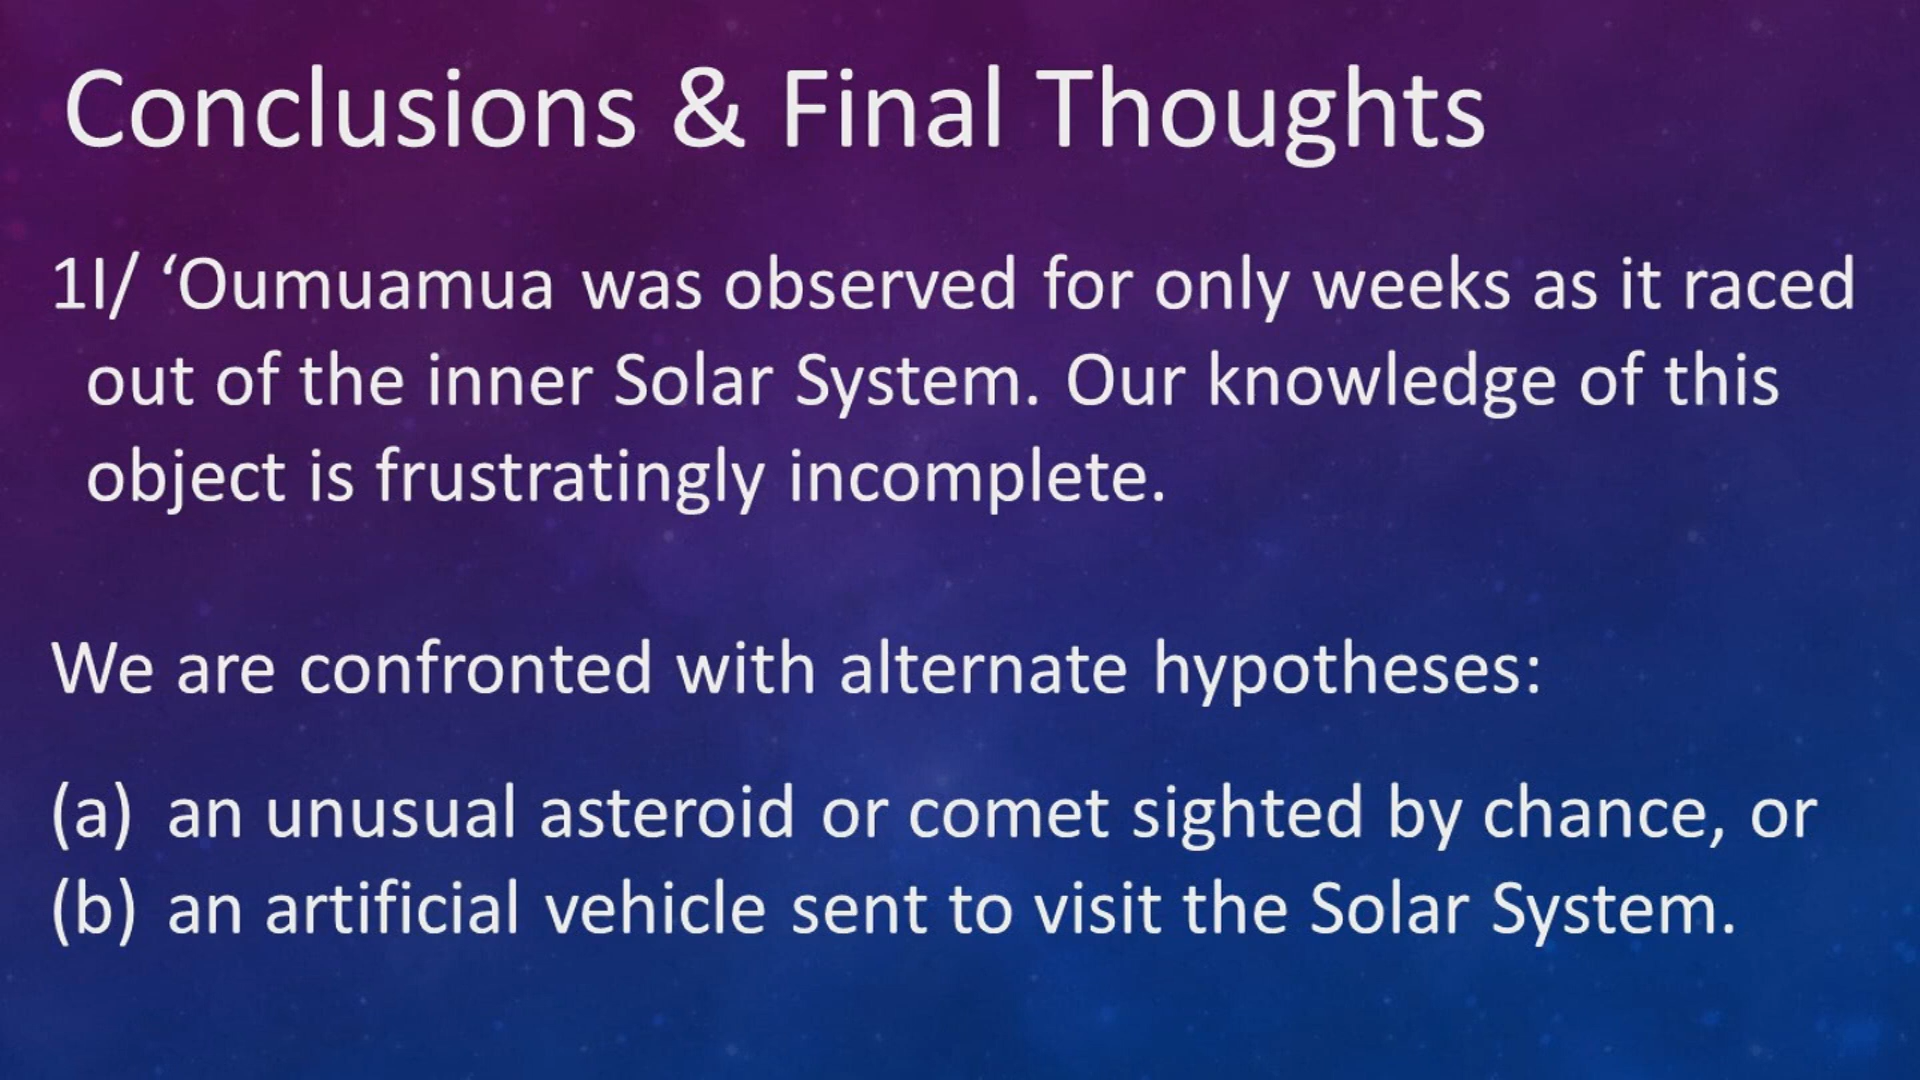 Conclusions & Final Thoughts
1I/ ‘Oumuamua was observed for only weeks as it raced
out of the inner Solar System. Our knowledge of this
object is frustratingly incomplete.
We are confronted with alternate hypotheses:
(a) an unusual asteroid or comet sighted by chance, or
(b) an artificial vehicle sent to visit the Solar System.